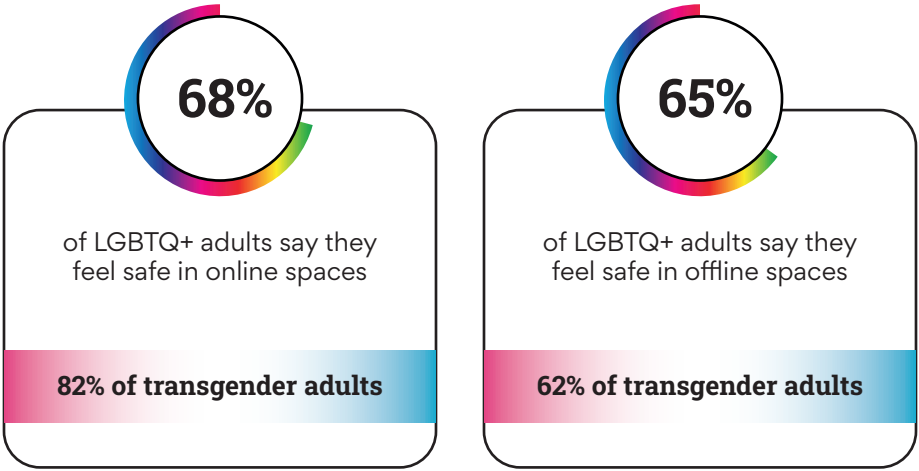 68%
of LGBTQ+ adults say they
feel safe in online spaces
82% of transgender adults
65%
of LGBTQ+ adults say they
feel safe in offline spaces
62% of transgender adults